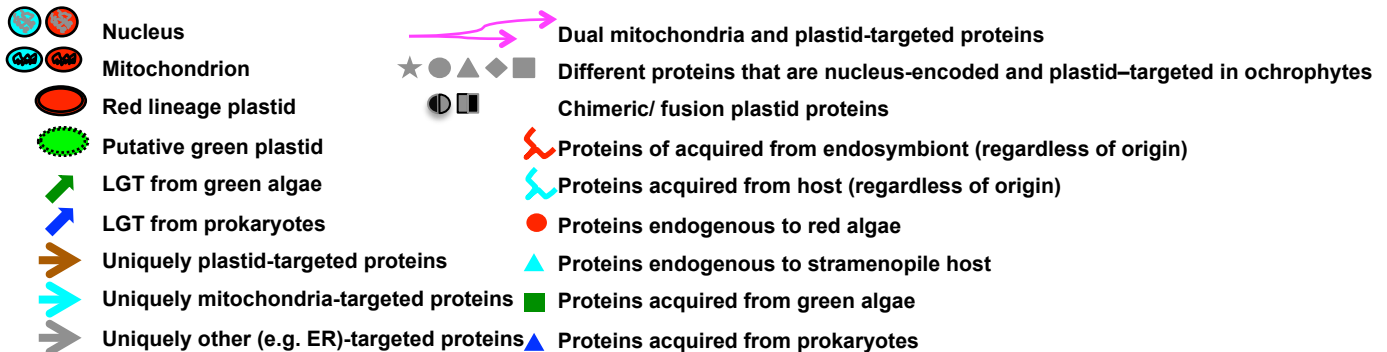 Nucleus
Mitochondrion
Red lineage plastid
Putative green plastid
LGT from green algae
LGT from prokaryotes
Uniquely plastid-targeted proteins
Uniquely mitochondria-targeted proteins
Uniquely other (e.g. ER)-targeted proteins
Dual mitochondria and plastid-targeted proteins
Different proteins that are nucleus-encoded and plastid–targeted in ochrophytes
Chimeric/ fusion plastid proteins
Proteins of acquired from endosymbiont (regardless of origin)
Proteins acquired from host (regardless of origin)
Proteins endogenous to red algae
Proteins endogenous to stramenopile host
Proteins acquired from green algae
Proteins acquired from prokaryotes